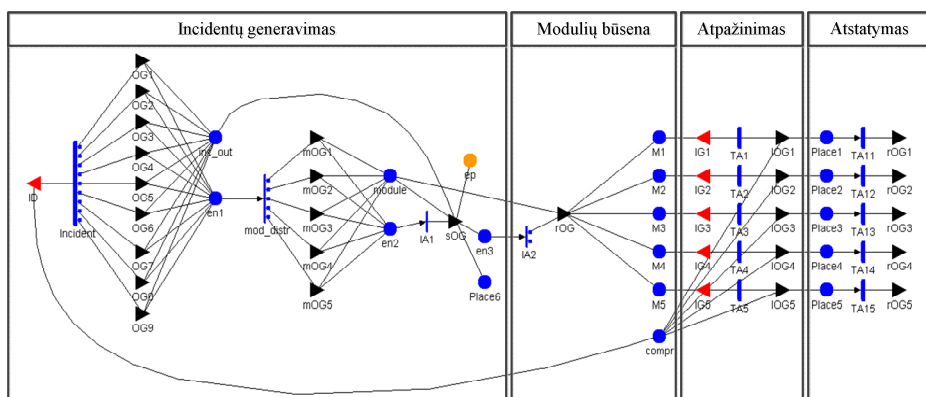 Incidentų generavimas
Modulių būsena
Atpažinimas
Atstatymas
ID
Incident
OG1
OG2
OG3
OG4
OG5
OG6
OG7
OG8
OG9
inc_out
en1
mod_distr
mOG1
mOG2
mOG3
mOG4
mOG5
module
en2
IA1
sOG
ep
en3
Place6
IA2
rOG
M1
M2
M3
M4
M5
compr
IG1
IG2
IG3
IG4
IG5
TA1
TA2
TA3
TA4
TA5
IOG1
IOG2
IOG3
IOG4
IOG5
Place1
Place2
Place3
Place4
Place5
TA11
TA12
TA13
TA14
TA15
rOG1
rOG2
rOG3
rOG4
rOG5